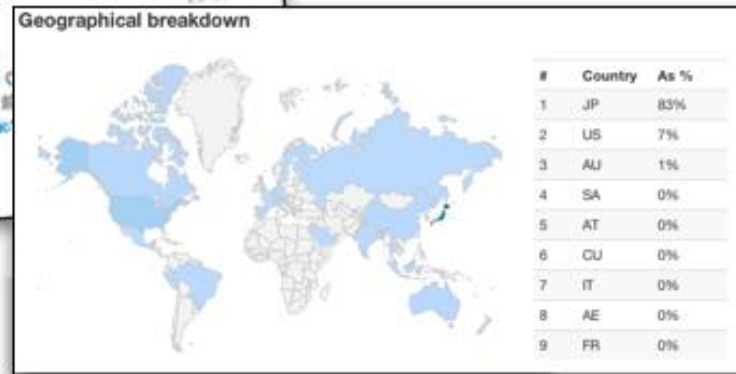 Geographical breakdown
# Country As %
1 JP 83%
2 US 7%
3 AU 1%
4 SA 0%
5 AT 0%
6 CU 0%
7 IT 0%
8 AE 0%
9 FR 0%